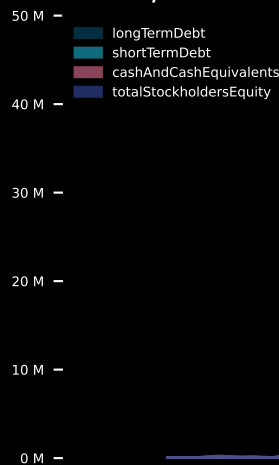 50 M
longTermDebt
shortTermDebt
cashAndCashEquivalents
totalStockholdersEquity
40 M
30 M
20 M
10 M
0 M